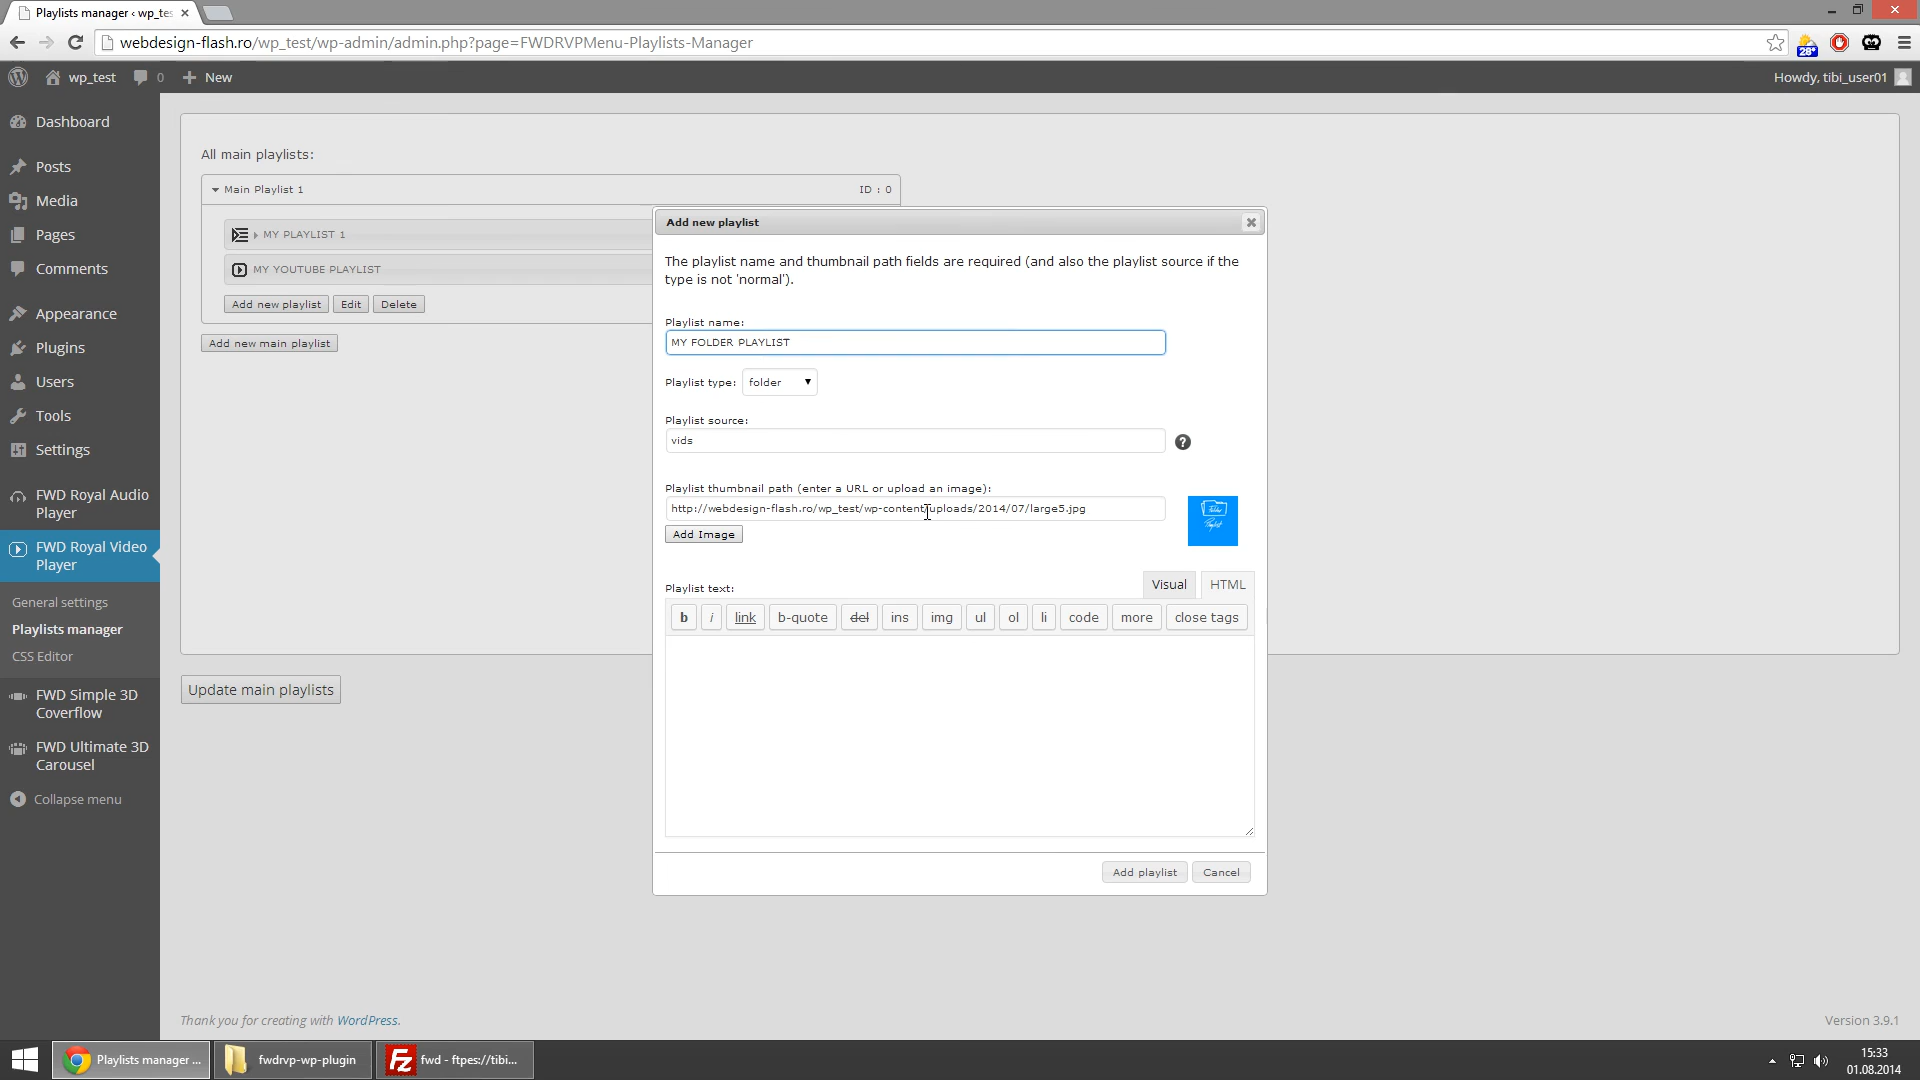 Playlists manager ‹ wp_tes
webdesign-flash.ro/wp_test/wp-admin/admin.php?page=FWDRVPMenu-Playlists-Manager
28°
wp_test
0
New
Howdy, tibi_user01
Dashboard
Posts
Media
Pages
Comments
Appearance
Plugins
Users
Tools
Settings
FWD Royal Audio
Player
FWD Royal Video
Player
General settings
Playlists manager
CSS Editor
FWD Simple 3D
Coverflow
FWD Ultimate 3D
Carousel
Collapse menu
All main playlists:
Main Playlist 1
ID : 0
MY PLAYLIST 1
MY YOUTUBE PLAYLIST
Add new playlist
Edit
Delete
Add new main playlist
Update main playlists
Add new playlist
The playlist name and thumbnail path fields are required (and also the playlist source if the
type is not 'normal').
Playlist name:
MY FOLDER PLAYLIST
Playlist type:
folder
Playlist source:
vids
?
Playlist thumbnail path (enter a URL or upload an image):
http://webdesign-flash.ro/wp_test/wp-content/uploads/2014/07/large5.jpg
Folder
Playlist
Add Image
Playlist text:
Visual
HTML
b
i
link
b-quote
del
ins
img
ul
ol
li
code
more
close tags
Add playlist
Cancel
Thank you for creating with WordPress.
Version 3.9.1
Playlists manager ...
fwdrvp-wp-plugin
Fz
fwd - ftpes://tibi...
15:33
01.08.2014